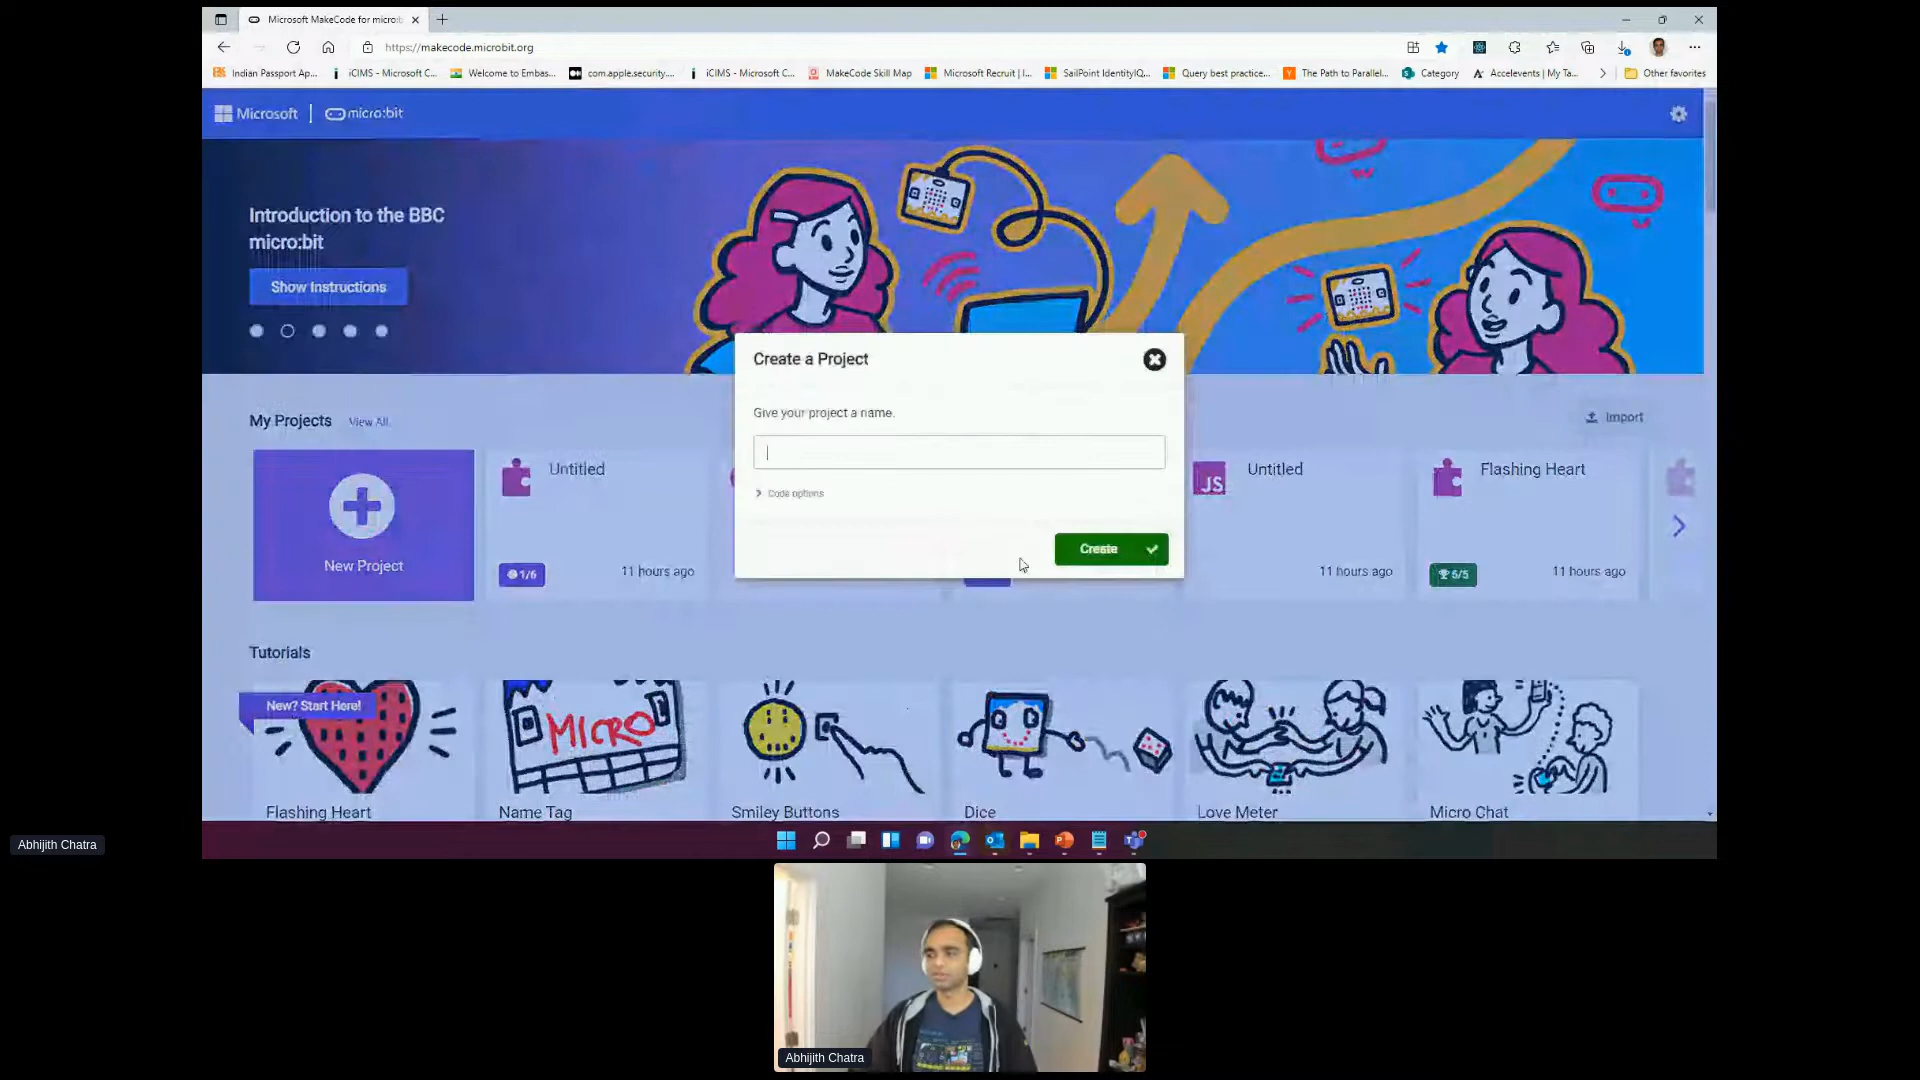 Microsoft MakeCode for micro:b
https://makecode.microbit.org
Indian Passport Ap...
iCIMS - Microsoft C...
Welcome to Embas...
com.apple.security....
iCIMS - Microsoft C...
MakeCode Skill Map
Microsoft Recruit | I...
SailPoint IdentityIQ...
Query best practice...
The Path to Parallel...
Category
Accelevents | My Ta...
Other favorites
Microsoft
micro:bit
Introduction to the BBC
micro:bit
Show Instructions
Create a Project
Give your project a name.
Code options
Create
My Projects
View All
Import
New Project
Untitled
1/6
11 hours ago
JS
Untitled
11 hours ago
Flashing Heart
5/5
11 hours ago
Tutorials
New? Start Here!
MICRO
Flashing Heart
Name Tag
Smiley Buttons
Dice
Love Meter
Micro Chat
Abhijith Chatra
Abhijith Chatra